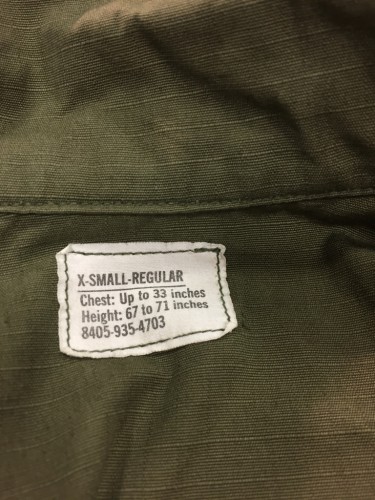 X-SMALL-REGULAR
Chest: Up to 33 inches
Height: 67 to 71 inches
8405-935-4703